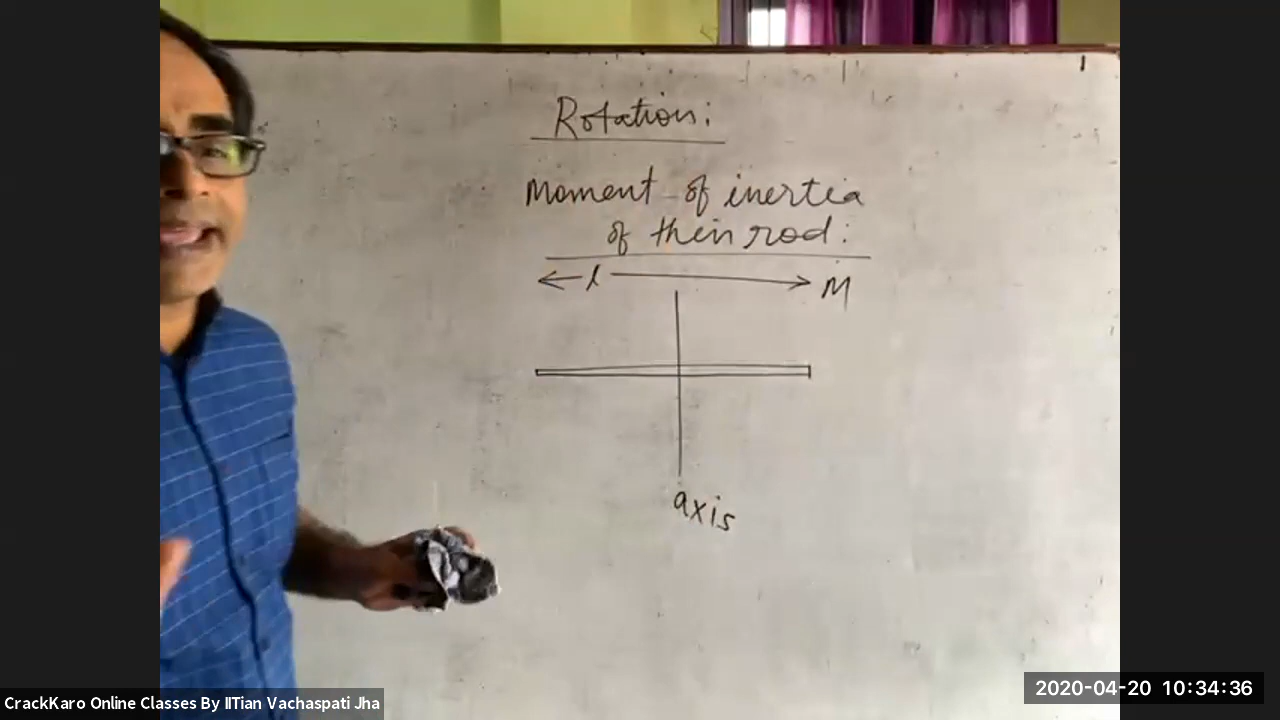 Rotation:
Moment of inertia
of thin rod:
l
M
axis
CrackKaro Online Classes By IITian Vachaspati Jha
2020-04-20 10:34:36